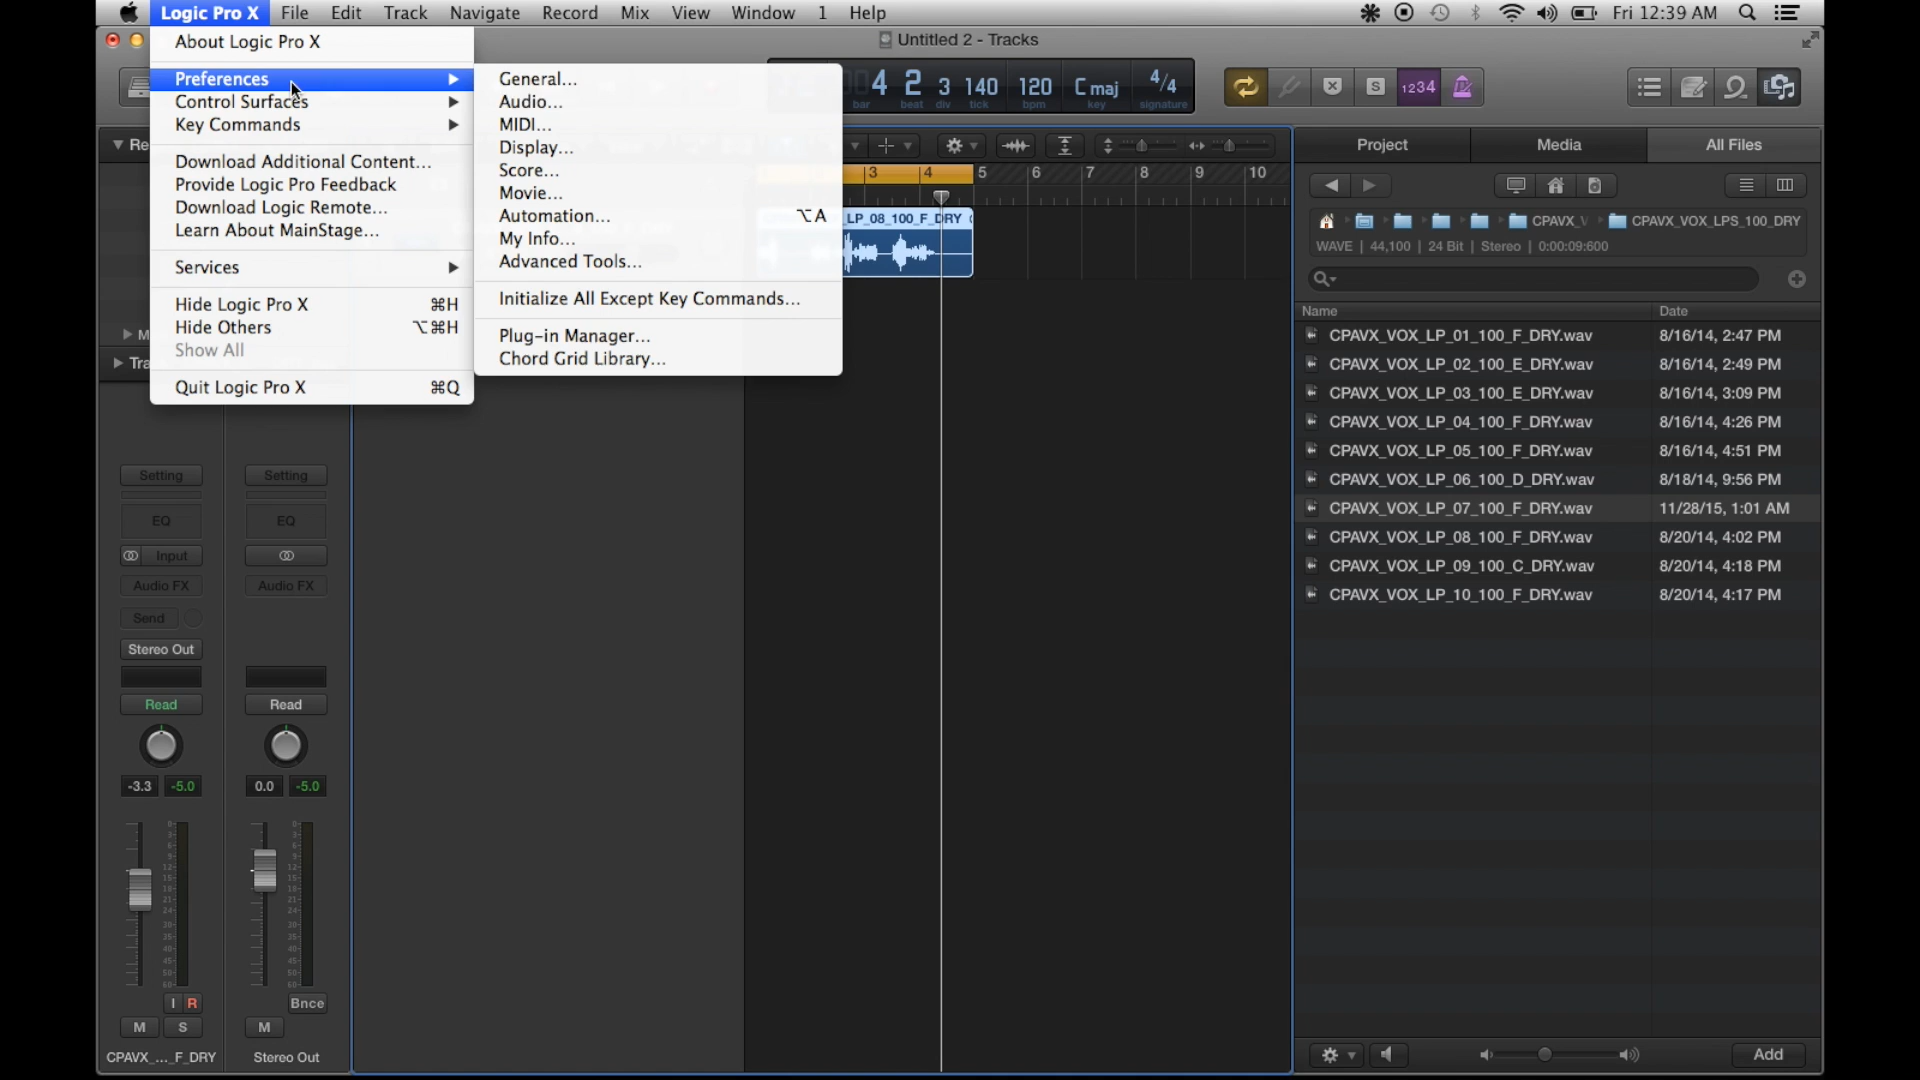 Logic Pro X File Edit Track Navigate Record Mix View Window 1 Help Fri 12:39 AM
Untitled 2 - Tracks
About Logic Pro X
Preferences
Control Surfaces
Key Commands
Download Additional Content...
Provide Logic Pro Feedback
Download Logic Remote...
Learn About MainStage...
Services
Hide Logic Pro X ⌘H
Hide Others ⌥⌘H
Show All
Quit Logic Pro X ⌘Q
General...
Audio...
MIDI...
Display...
Score...
Movie...
Automation... ⌥A
My Info...
Advanced Tools...
Initialize All Except Key Commands...
Plug-in Manager...
Chord Grid Library...
4 2 3 140 120 C maj 4/4
bar beat div tick bpm key signature
S 1234
3 4 5 6 7 8 9 10
LP_08_100_F_DRY
Project Media All Files
CPAVX_V CPAVX_VOX_LPS_100_DRY
WAVE | 44,100 | 24 Bit | Stereo | 0:00:09:600
Name Date
CPAVX_VOX_LP_01_100_F_DRY.wav 8/16/14, 2:47 PM
CPAVX_VOX_LP_02_100_E_DRY.wav 8/16/14, 2:49 PM
CPAVX_VOX_LP_03_100_E_DRY.wav 8/16/14, 3:09 PM
CPAVX_VOX_LP_04_100_F_DRY.wav 8/16/14, 4:26 PM
CPAVX_VOX_LP_05_100_F_DRY.wav 8/16/14, 4:51 PM
CPAVX_VOX_LP_06_100_D_DRY.wav 8/18/14, 9:56 PM
CPAVX_VOX_LP_07_100_F_DRY.wav 11/28/15, 1:01 AM
CPAVX_VOX_LP_08_100_F_DRY.wav 8/20/14, 4:02 PM
CPAVX_VOX_LP_09_100_C_DRY.wav 8/20/14, 4:18 PM
CPAVX_VOX_LP_10_100_F_DRY.wav 8/20/14, 4:17 PM
Add
Re
M
Tra
Setting Setting
EQ EQ
Input
Audio FX Audio FX
Send
Stereo Out
Read Read
-3.3 -5.0 0.0 -5.0
I R Bnce
M S M
CPAVX_..._F_DRY Stereo Out